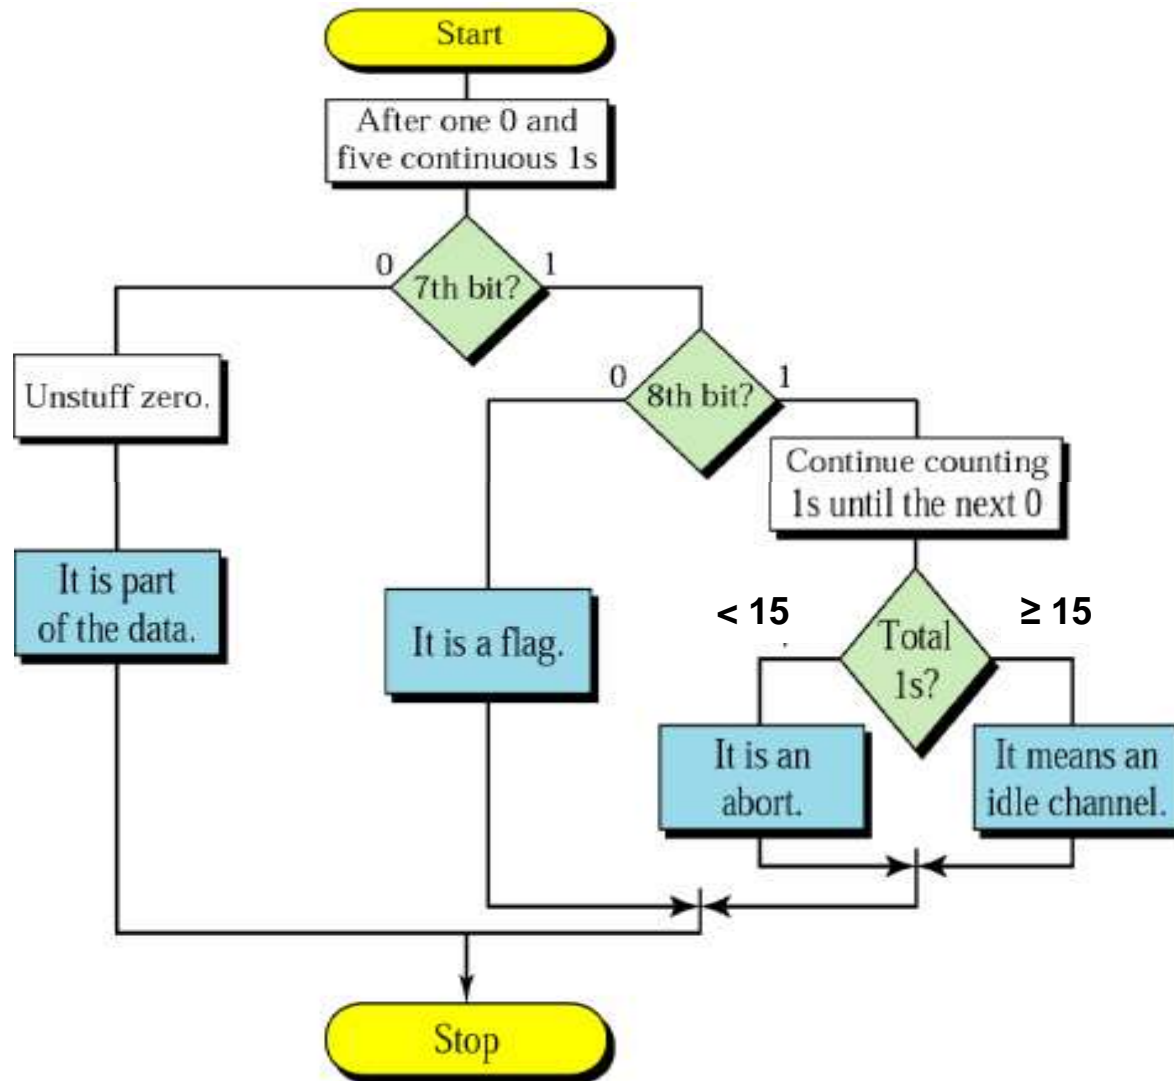 Start
After one 0 and
five continuous 1s
0
7th bit?
1
Unstuff zero.
0
8th bit?
1
Continue counting
1s until the next 0
It is part
of the data.
It is a flag.
< 15
Total
1s?
≥ 15
It is an
abort.
It means an
idle channel.
Stop